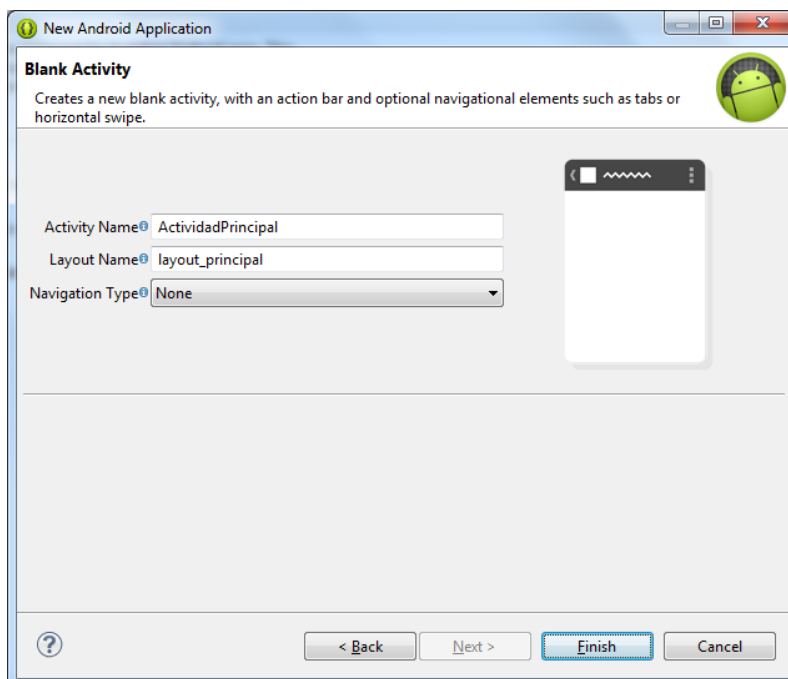 New Android Application
Blank Activity
Creates a new blank activity, with an action bar and optional navigational elements such as tabs or
horizontal swipe.
Activity Name ActividadPrincipal
Layout Name layout_principal
Navigation Type None
< Back Next > Finish Cancel